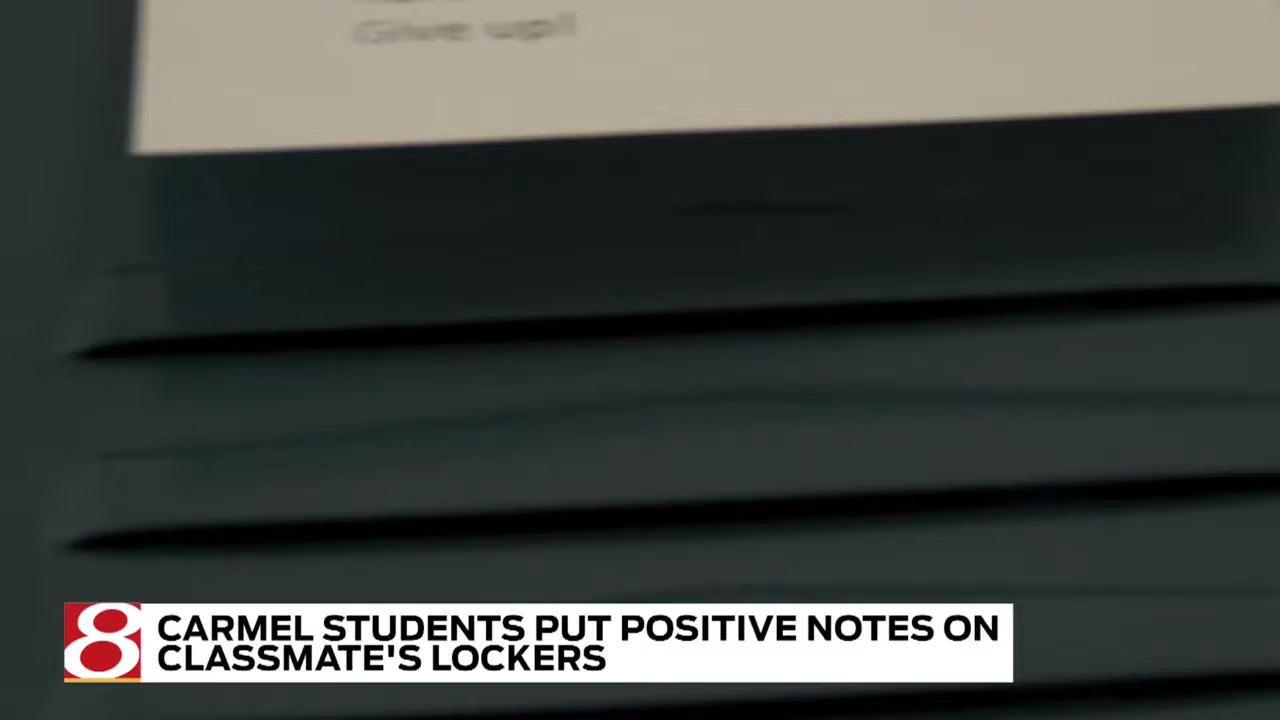 Give up!
8 CARMEL STUDENTS PUT POSITIVE NOTES ON
CLASSMATE'S LOCKERS